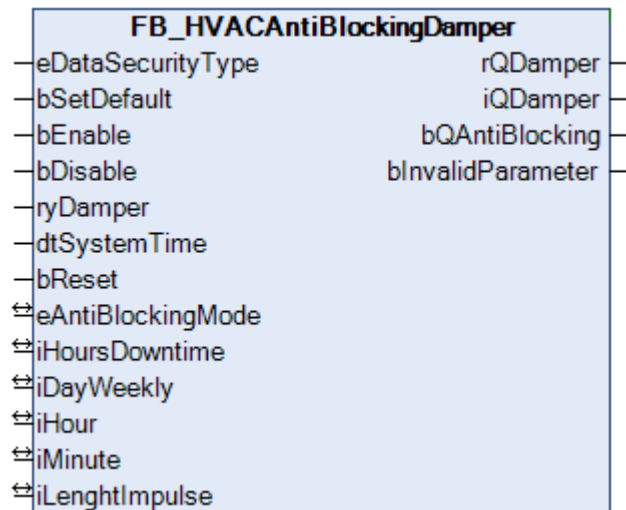 FB_HVACAntiBlockingDamper
eDataSecurityType rQDamper
bSetDefault iQDamper
bEnable bQAntiBlocking
bDisable bInvalidParameter
ryDamper
dtSystemTime
bReset
eAntiBlockingMode
iHoursDowntime
iDayWeekly
iHour
iMinute
iLenghtImpulse